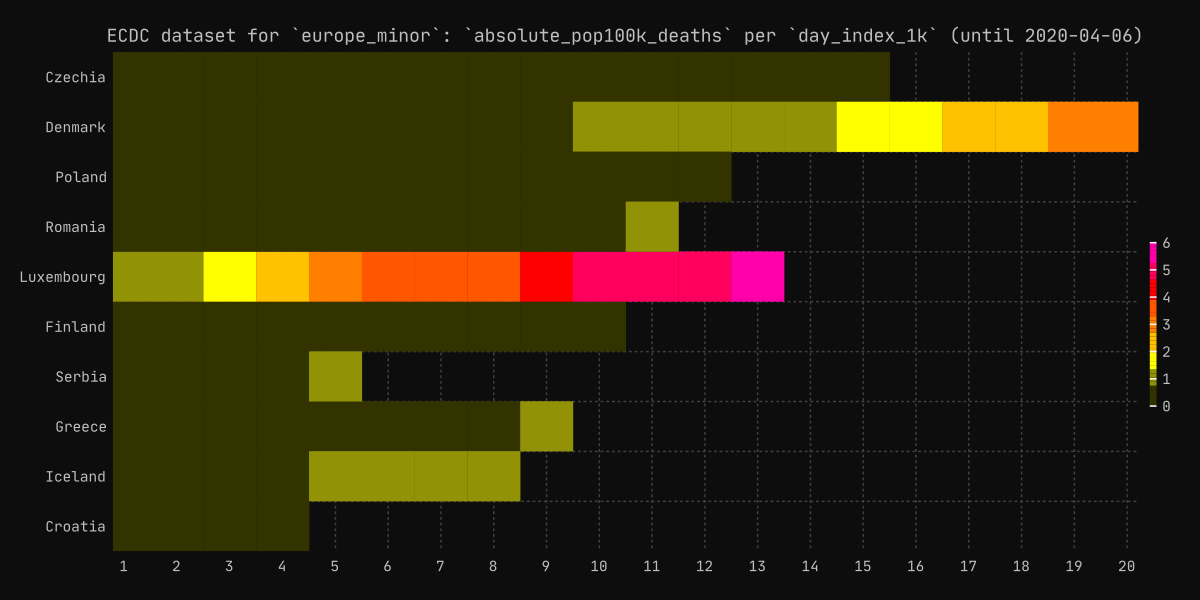 ECDC dataset for `europe_minor`: `absolute_pop100k_deaths` per `day_index_1k` (until 2020-04-06)
Czechia
Denmark
Poland
Romania
Luxembourg
Finland
Serbia
Greece
Iceland
Croatia
1 2 3 4 5 6 7 8 9 10 11 12 13 14 15 16 17 18 19 20
6
5
4
3
2
1
0